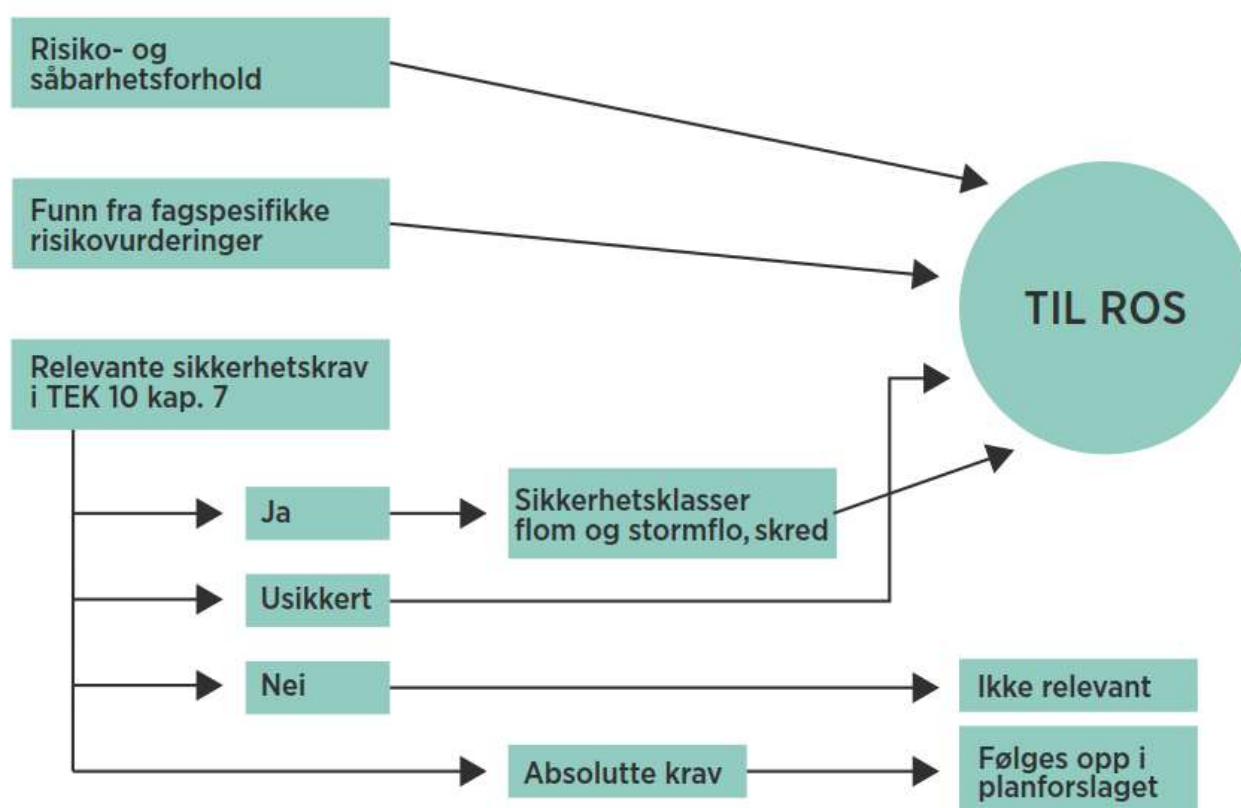 Risiko- og
såbarhetsforhold
Funn fra fagspesifikke
risikovurderinger
TIL ROS
Relevante sikkerhetskrav
i TEK 10 kap. 7
Ja
Sikkerhetsklasser
flom og stormflo, skred
Usikkert
Nei
Ikke relevant
Absolutte krav
Følges opp i
planforslaget